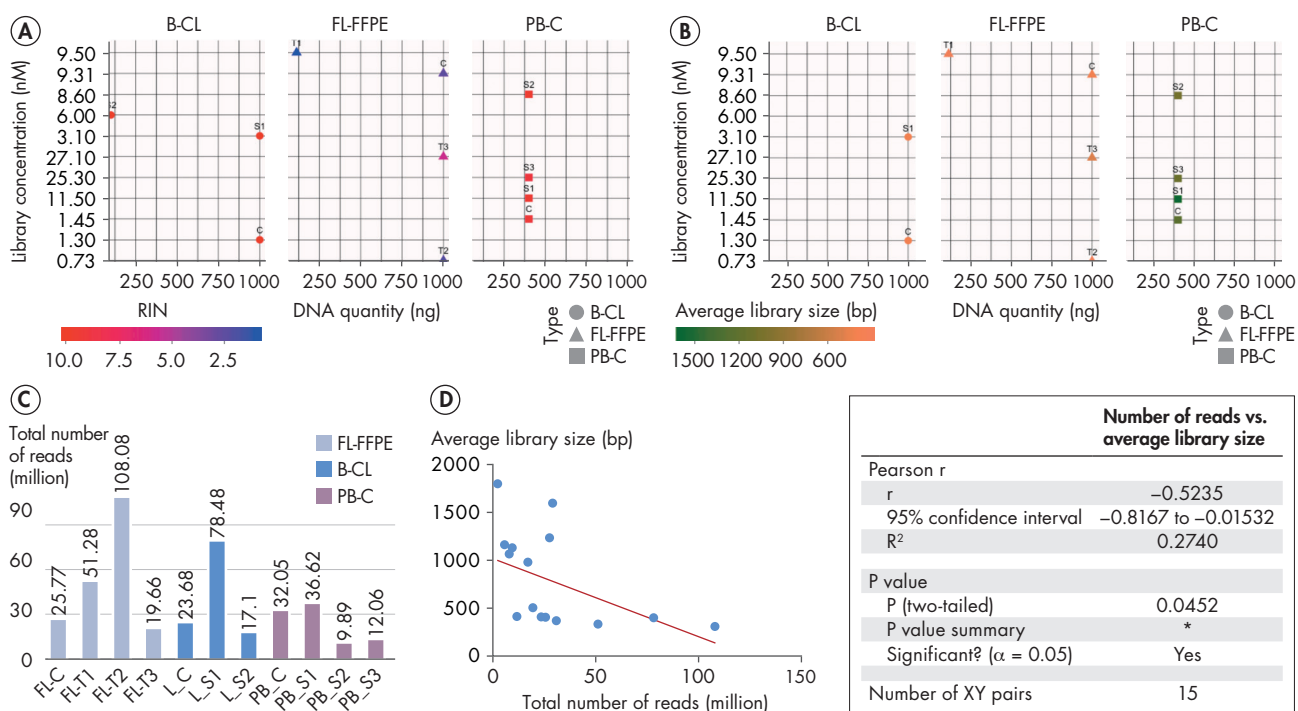 A
B-CL
FL-FFPE
PB-C
Library concentration (nM)
9.50
9.31
8.60
6.00
3.10
27.10
25.30
11.50
1.45
1.30
0.73
S2
S1
C
T1
C
T3
T2
S2
S3
S1
C
250 500 750 1000
250 500 750 1000
250 500 750 1000
RIN
DNA quantity (ng)
10.0 7.5 5.0 2.5
Type
B-CL
FL-FFPE
PB-C
B
B-CL
FL-FFPE
PB-C
Library concentration (nM)
9.50
9.31
8.60
6.00
3.10
27.10
25.30
11.50
1.45
1.30
0.73
S1
C
T1
C
T3
T2
S2
S3
S1
C
250 500 750 1000
250 500 750 1000
250 500 750 1000
Average library size (bp)
DNA quantity (ng)
1500 1200 900 600
Type
B-CL
FL-FFPE
PB-C
C
Total number
of reads
(million)
90
60
30
0
25.77
51.28
108.08
19.66
23.68
78.48
17.1
32.05
36.62
9.89
12.06
FL-C
FL-T1
FL-T2
FL-T3
L_C
L_S1
L_S2
PB_C
PB_S1
PB_S2
PB_S3
FL-FFPE
B-CL
PB-C
D
Average library size (bp)
2000
1500
1000
500
0
0 50 100 150
Total number of reads (million)
Number of reads vs.
average library size
Pearson r
r −0.5235
95% confidence interval −0.8167 to −0.01532
R² 0.2740
P value
P (two-tailed) 0.0452
P value summary *
Significant? (α = 0.05) Yes
Number of XY pairs 15